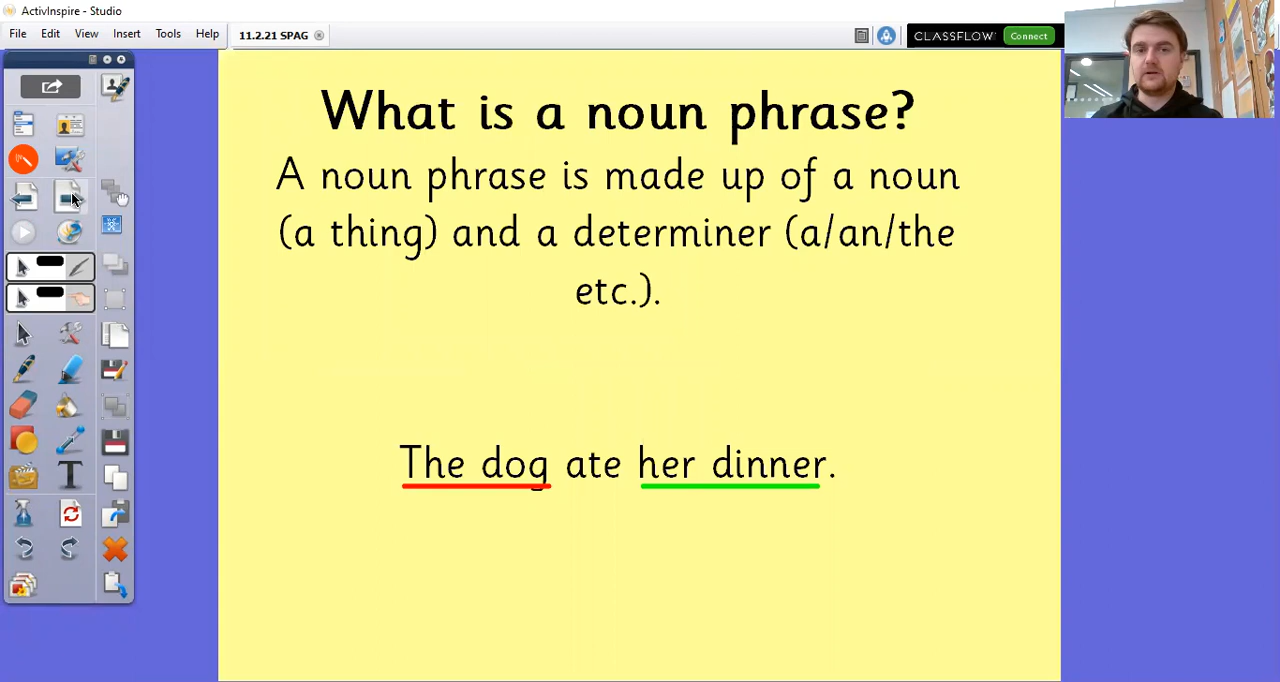 ActivInspire - Studio
File Edit View Insert Tools Help
11.2.21 SPAG
CLASSFLOW Connect
What is a noun phrase?
A noun phrase is made up of a noun
(a thing) and a determiner (a/an/the
etc.).
The dog ate her dinner.